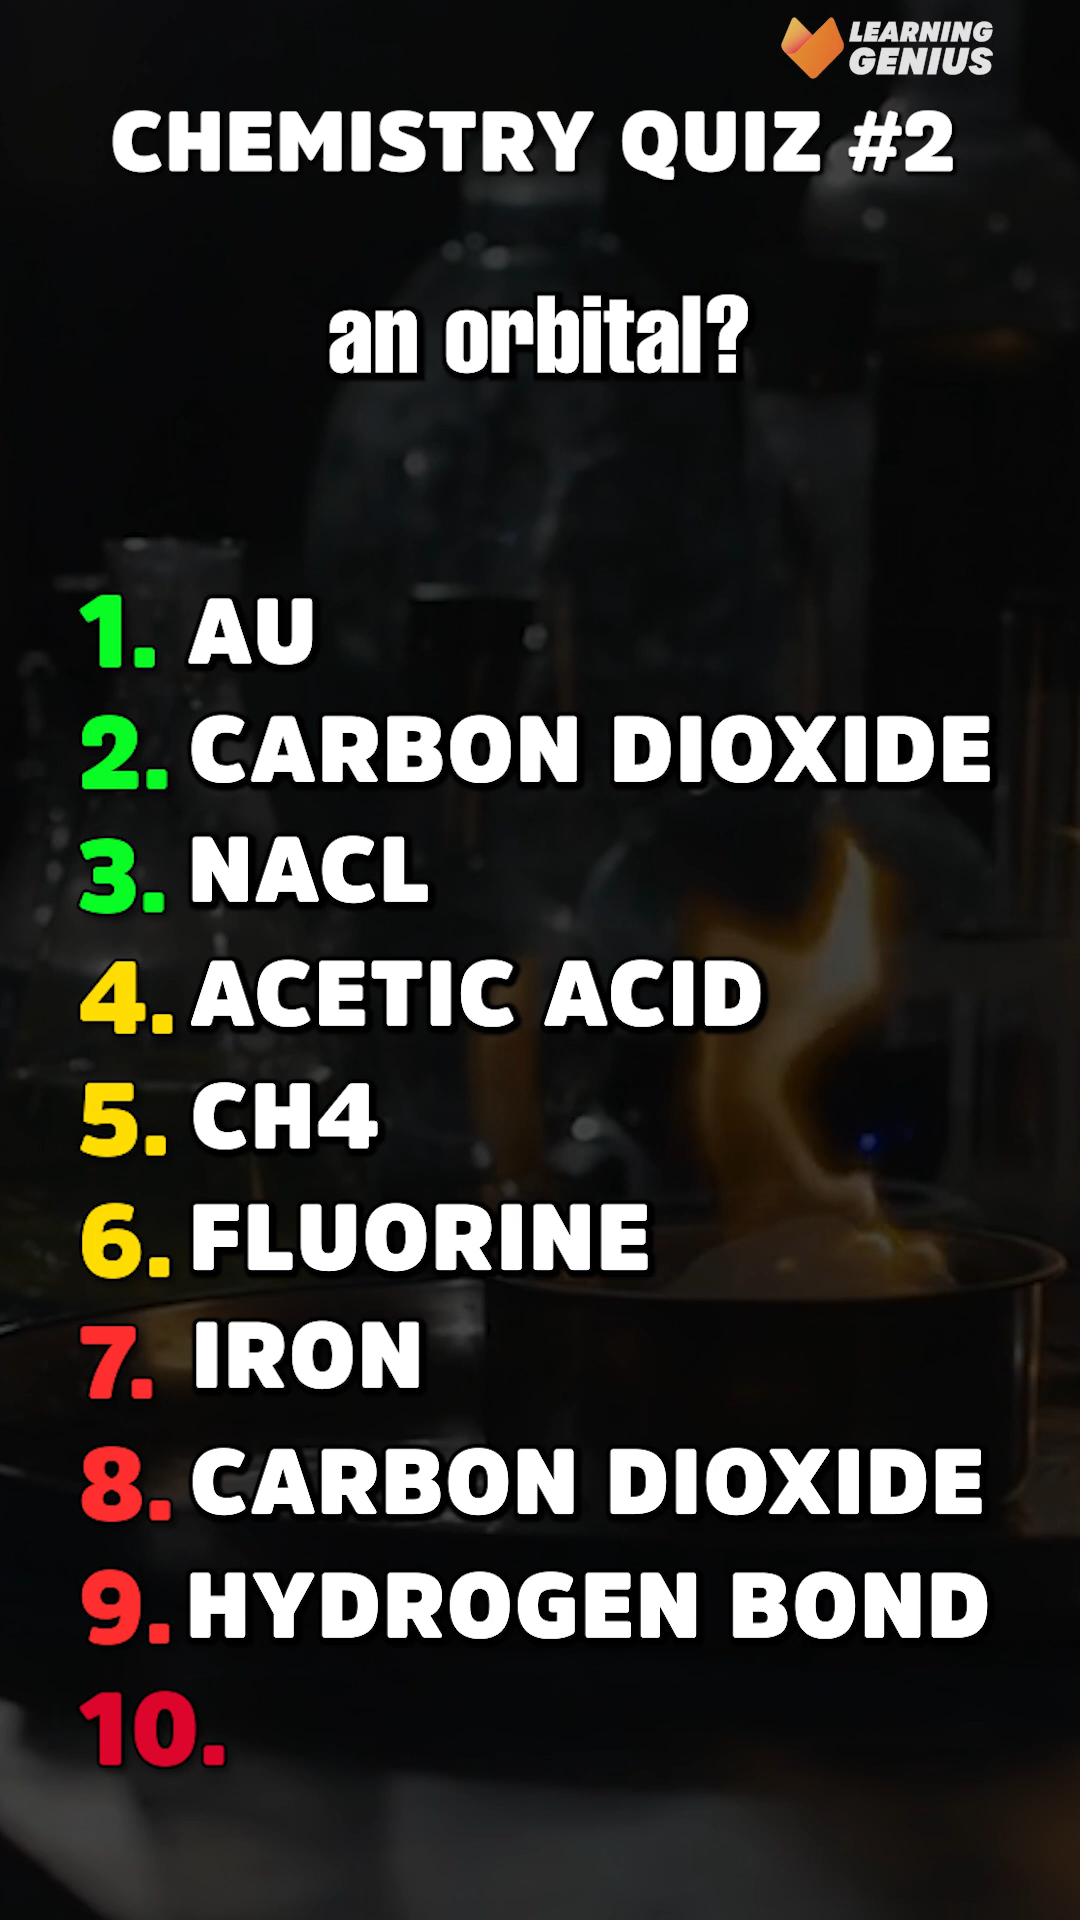 LEARNING
GENIUS
CHEMISTRY QUIZ #2
an orbital?
1. AU
2. CARBON DIOXIDE
3. NACL
4. ACETIC ACID
5. CH4
6. FLUORINE
7. IRON
8. CARBON DIOXIDE
9. HYDROGEN BOND
10.